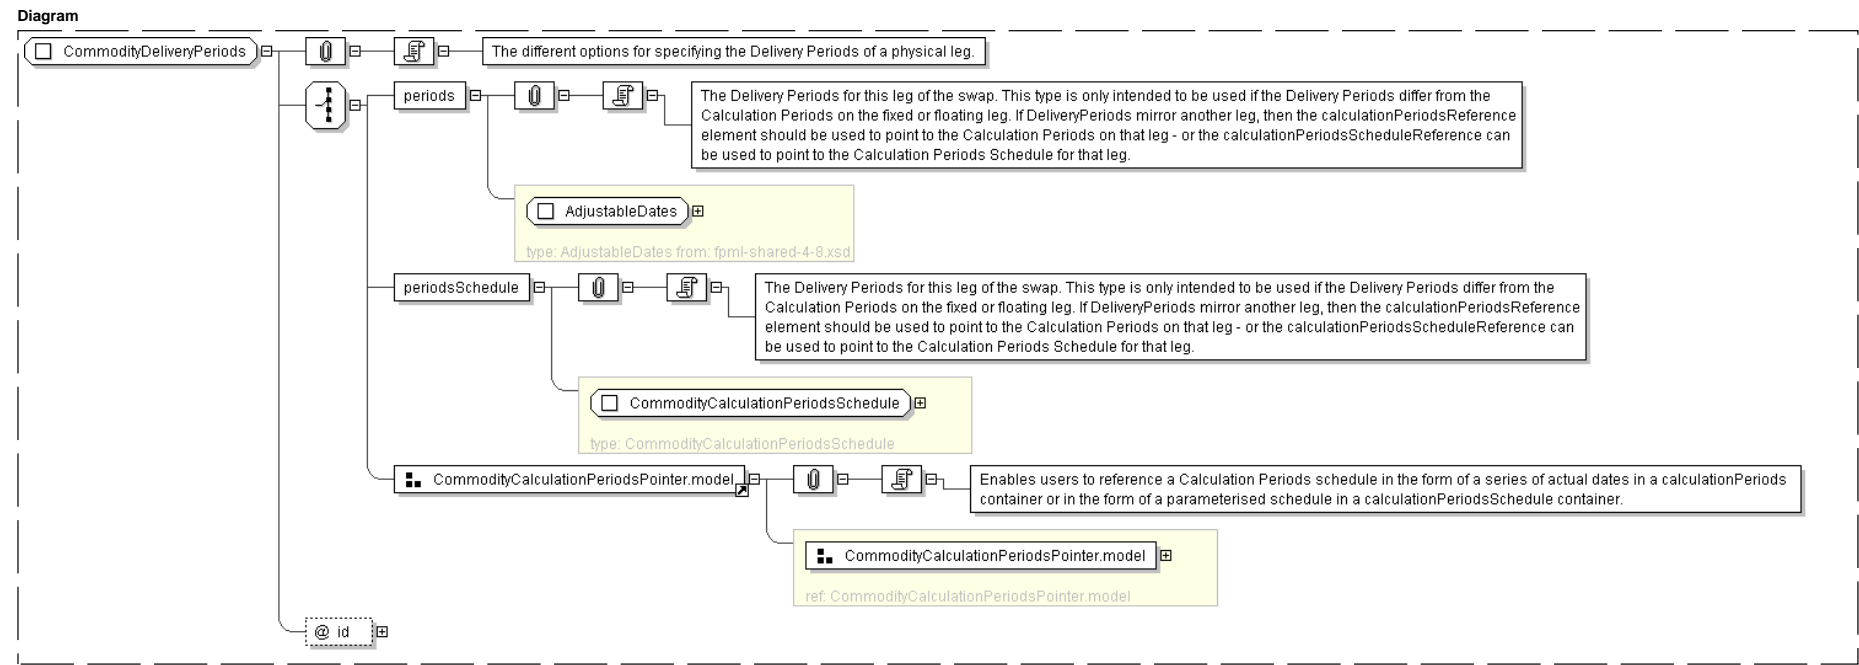 Diagram
CommodityDeliveryPeriods
The different options for specifying the Delivery Periods of a physical leg.
periods
The Delivery Periods for this leg of the swap. This type is only intended to be used if the Delivery Periods differ from the
Calculation Periods on the fixed or floating leg. If DeliveryPeriods mirror another leg, then the calculationPeriodsReference
element should be used to point to the Calculation Periods on that leg - or the calculationPeriodsScheduleReference can
be used to point to the Calculation Periods Schedule for that leg.
AdjustableDates
type: AdjustableDates from: fpml-shared-4-8.xsd
periodsSchedule
The Delivery Periods for this leg of the swap. This type is only intended to be used if the Delivery Periods differ from the
Calculation Periods on the fixed or floating leg. If DeliveryPeriods mirror another leg, then the calculationPeriodsReference
element should be used to point to the Calculation Periods on that leg - or the calculationPeriodsScheduleReference can
be used to point to the Calculation Periods Schedule for that leg.
CommodityCalculationPeriodsSchedule
type: CommodityCalculationPeriodsSchedule
CommodityCalculationPeriodsPointer.model
Enables users to reference a Calculation Periods schedule in the form of a series of actual dates in a calculationPeriods
container or in the form of a parameterised schedule in a calculationPeriodsSchedule container.
CommodityCalculationPeriodsPointer.model
ref: CommodityCalculationPeriodsPointer.model
@ id